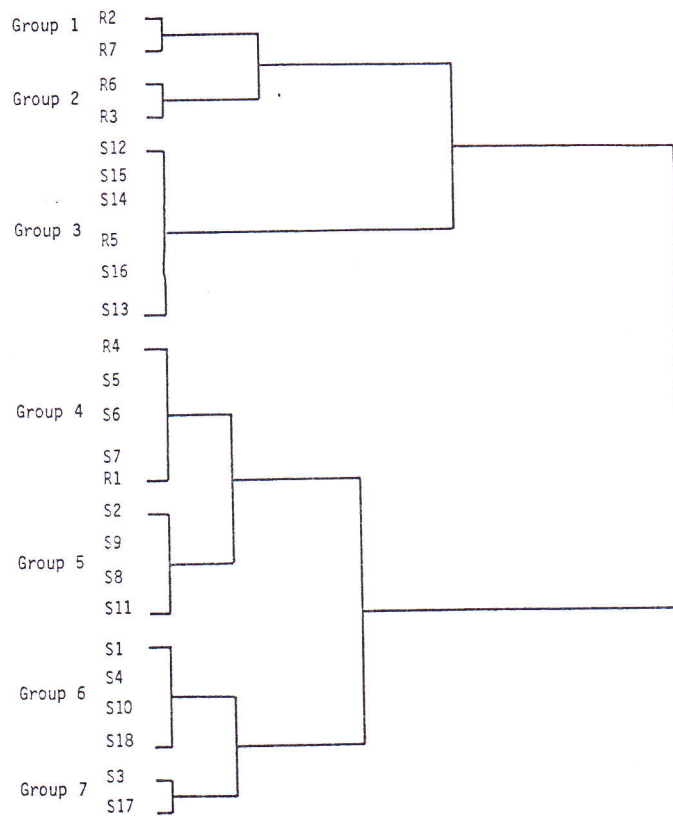 Group 1
R2
R7
Group 2
R6
R3
Group 3
S12
S15
S14
R5
S16
S13
Group 4
R4
S5
S6
S7
R1
Group 5
S2
S9
S8
S11
Group 6
S1
S4
S10
S18
Group 7
S3
S17